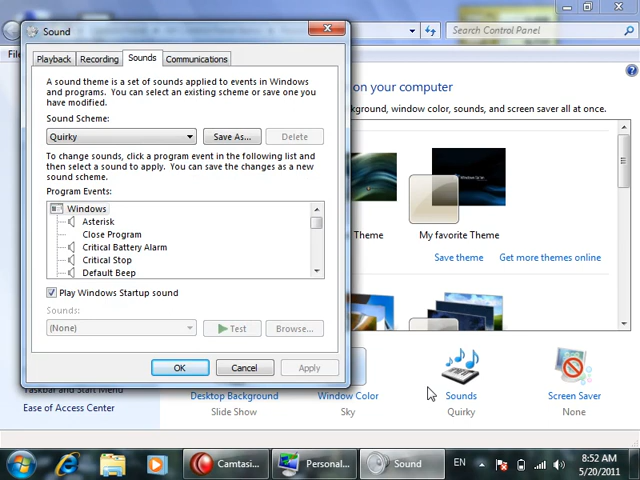 Sound
Search Control Panel
Playback
Recording
Sounds
Communications
A sound theme is a set of sounds applied to events in Windows
and programs. You can select an existing scheme or save one you
have modified.
Sound Scheme:
Quirky
Save As...
Delete
To change sounds, click a program event in the following list and
then select a sound to apply. You can save the changes as a new
sound scheme.
Program Events:
Windows
Asterisk
Close Program
Critical Battery Alarm
Critical Stop
Default Beep
Play Windows Startup sound
Sounds:
(None)
Test
Browse...
OK
Cancel
Apply
on your computer
kground, window color, sounds, and screen saver all at once.
Theme
My favorite Theme
Save theme
Get more themes online
Taskbar and Start Menu
Ease of Access Center
Desktop Background
Slide Show
Window Color
Sky
Sounds
Quirky
Screen Saver
None
Camtasi...
Personal...
Sound
EN
8:52 AM
5/20/2011